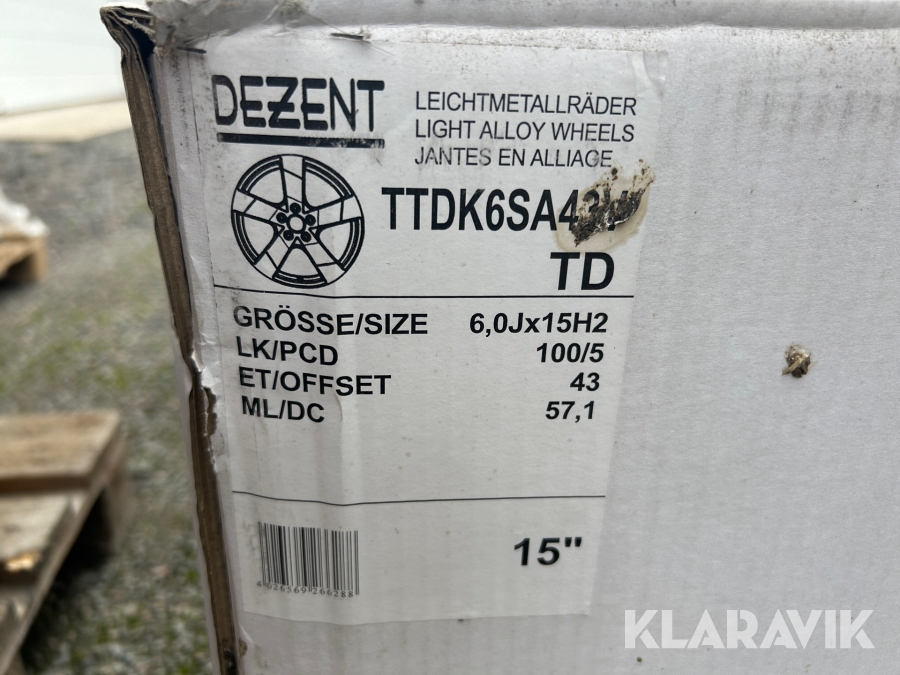 DEZENT
LEICHTMETALLRÄDER
LIGHT ALLOY WHEELS
JANTES EN ALLIAGE
TD
GRÖSSE/SIZE 6,0Jx15H2
LK/PCD 100/5
ET/OFFSET 43
ML/DC 57,1
15"
4026569266288
KLARAVIK